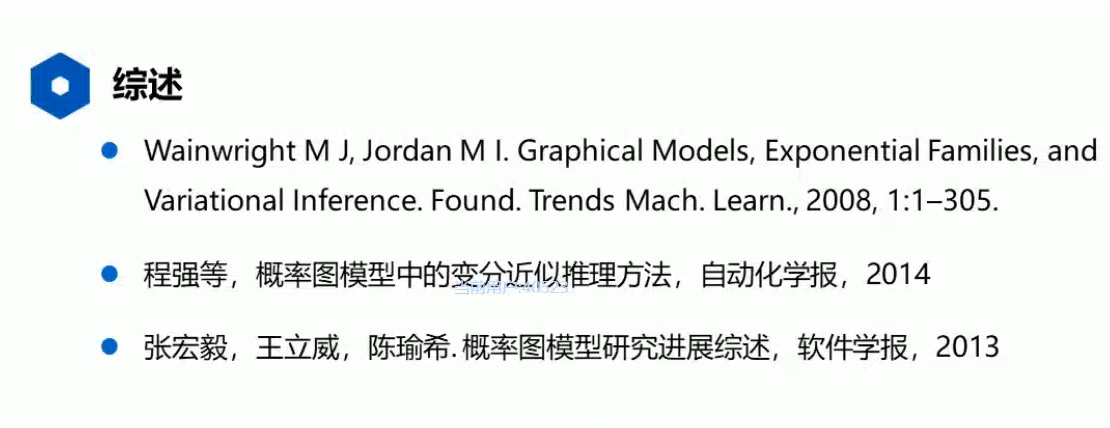 综述
Wainwright M J, Jordan M I. Graphical Models, Exponential Families, and
Variational Inference. Found. Trends Mach. Learn., 2008, 1:1–305.
程强等，概率图模型中的变分近似推理方法，自动化学报，2014
张宏毅，王立威，陈瑜希. 概率图模型研究进展综述，软件学报，2013